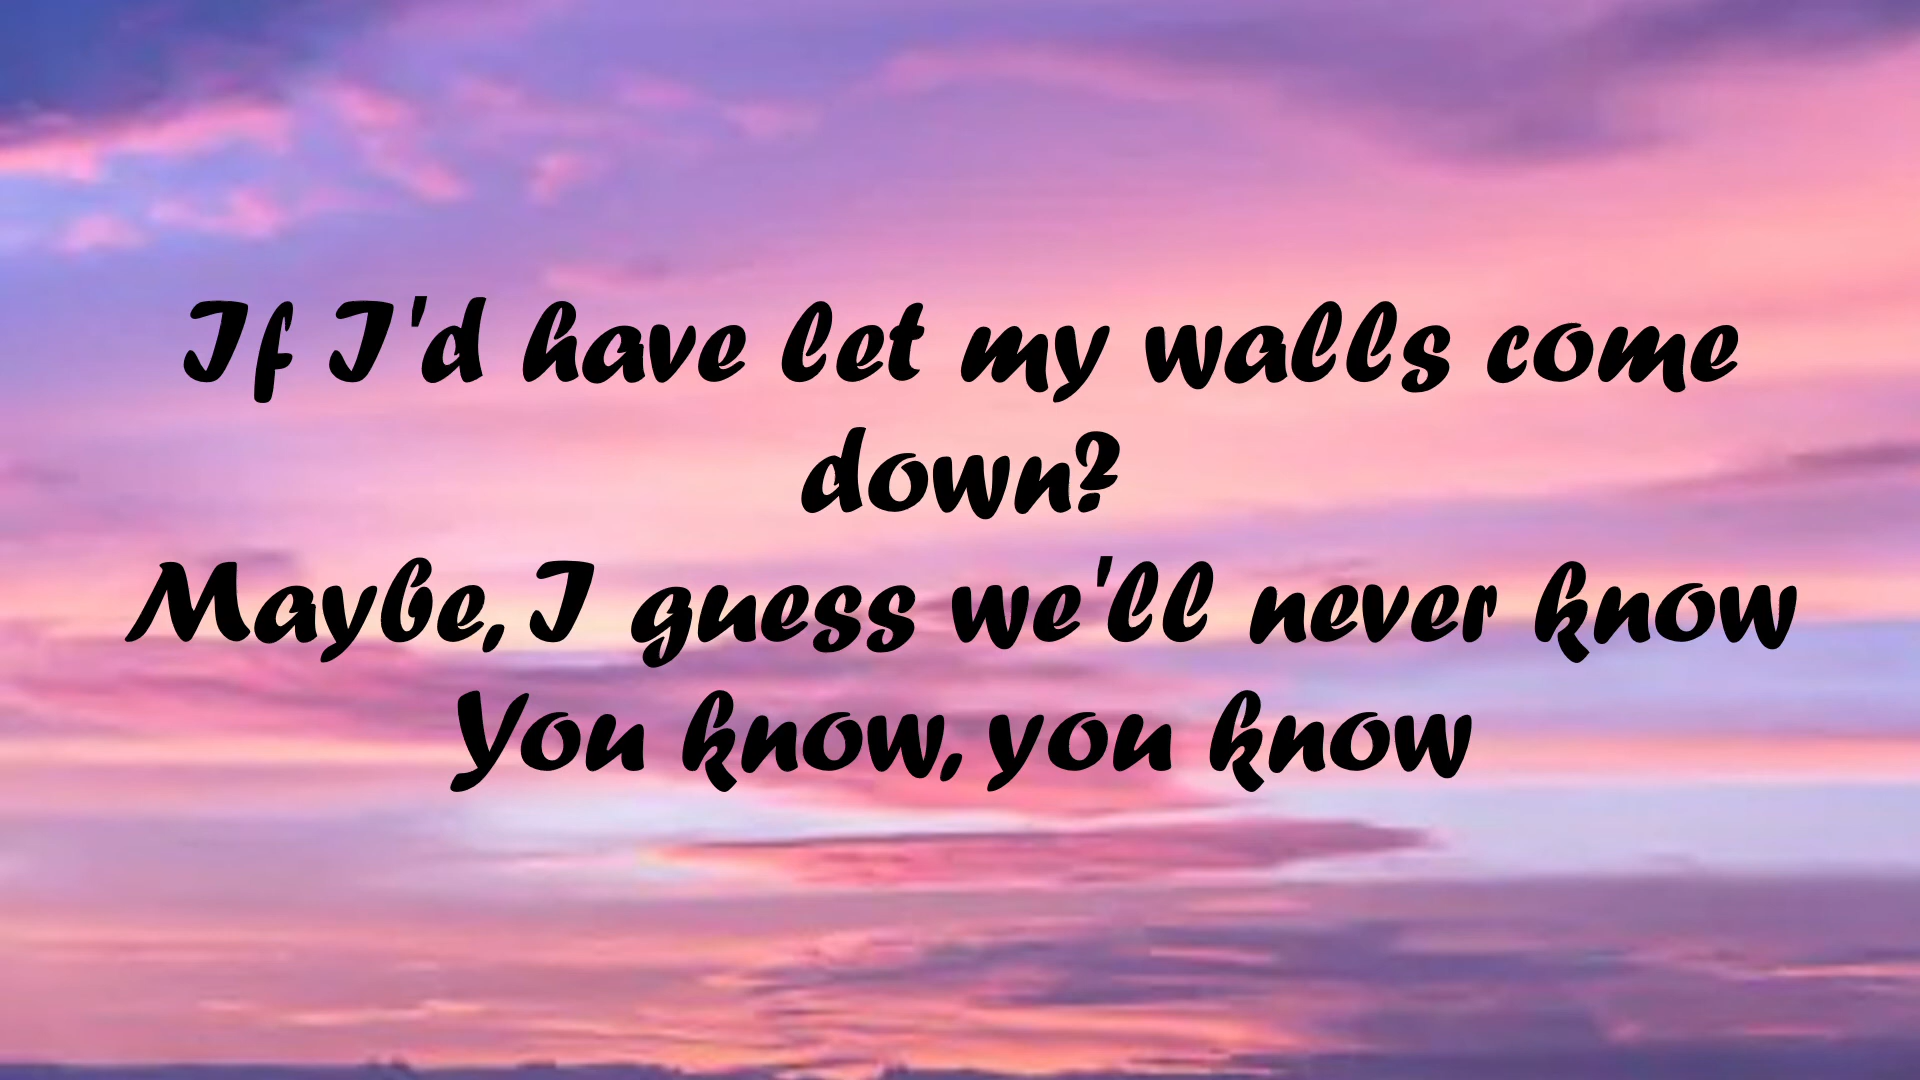 If I'd have let my walls come
down?
Maybe, I guess we'll never know
You know, you know